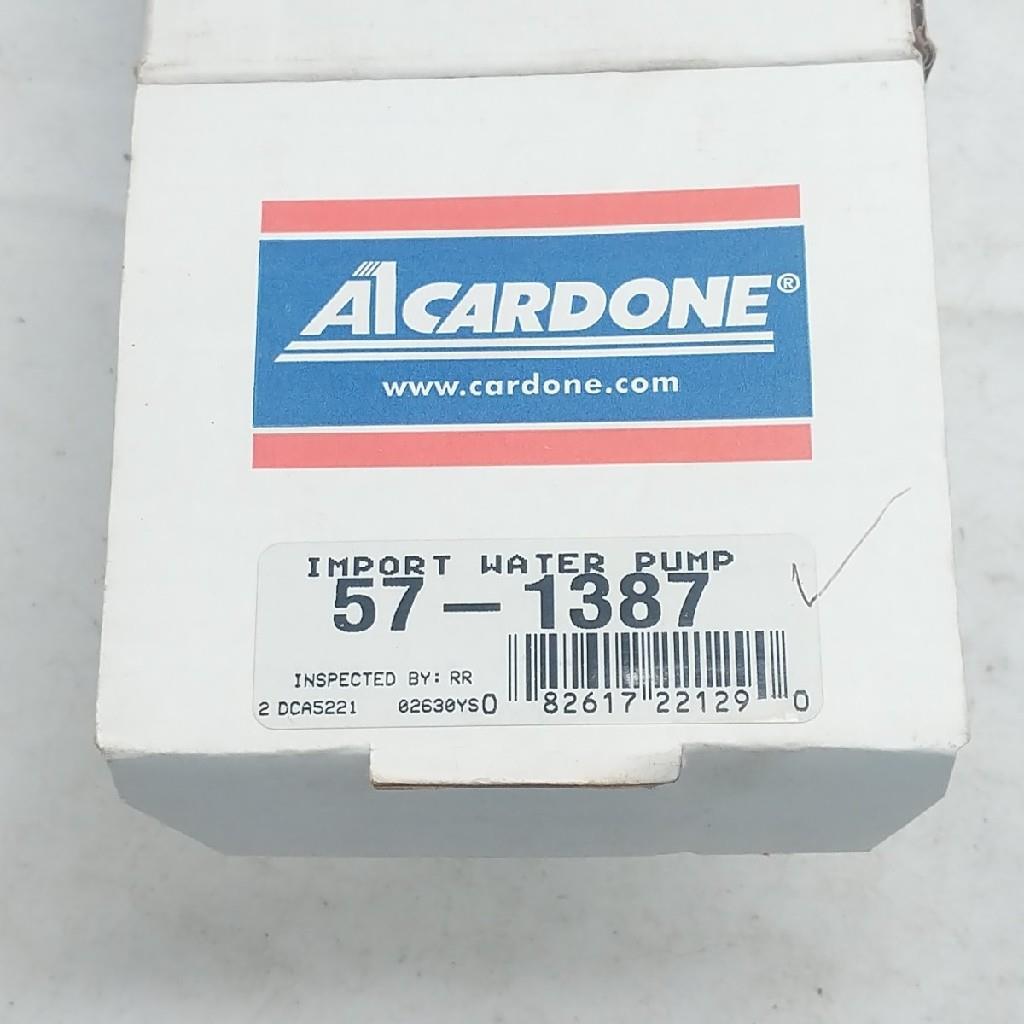 A1CARDONE®
www.cardone.com
IMPORT WATER PUMP
57-1387
INSPECTED BY: RR
2 DCA5221 02630YS
0 82617 22129 0